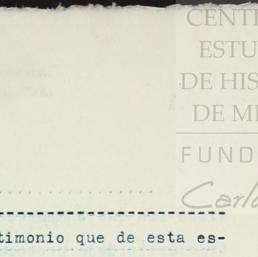 CENT
ESTU
DE HIS
DE ME
FUND
Carlo
timonio que de esta es-